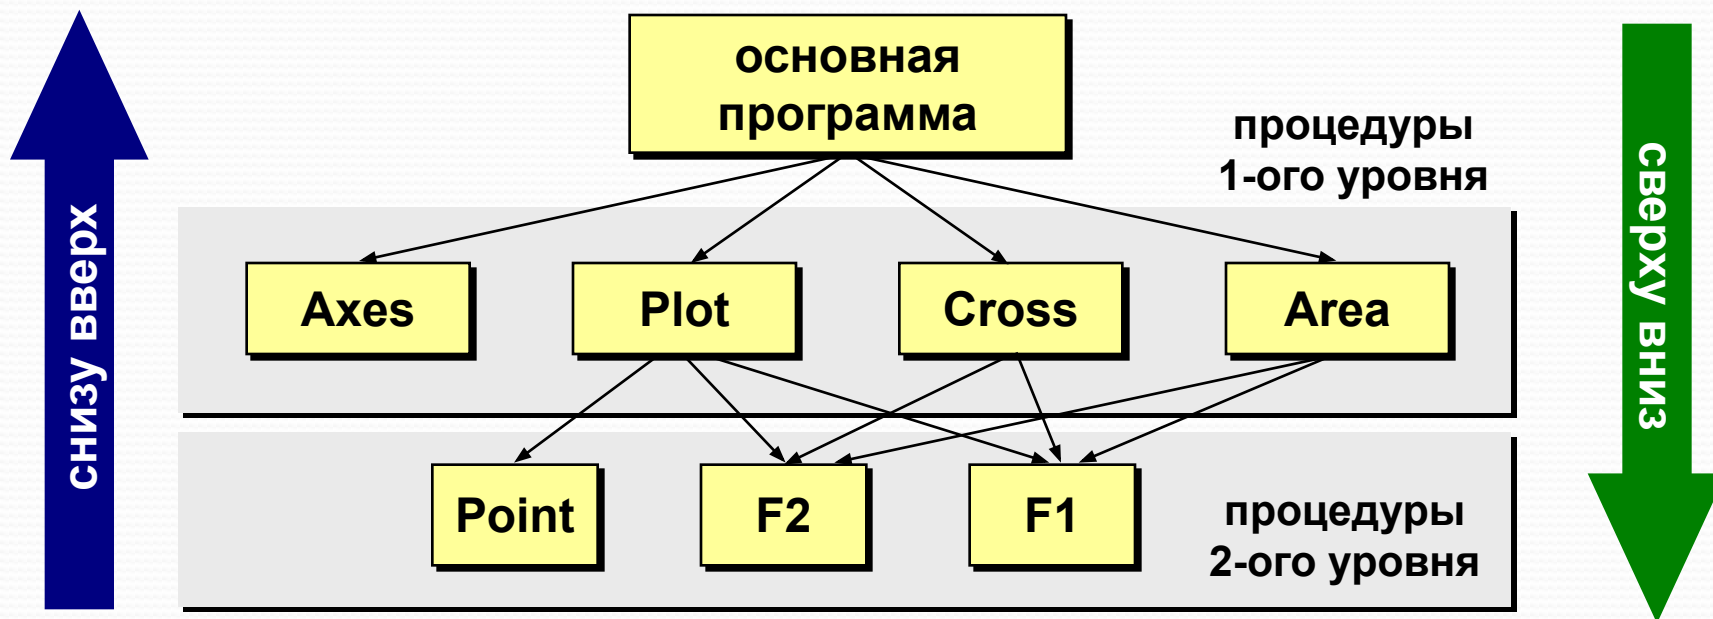 основная
программа
процедуры
1-ого уровня
снизу вверх
сверху вниз
Axes
Plot
Cross
Area
Point
F2
F1
процедуры
2-ого уровня